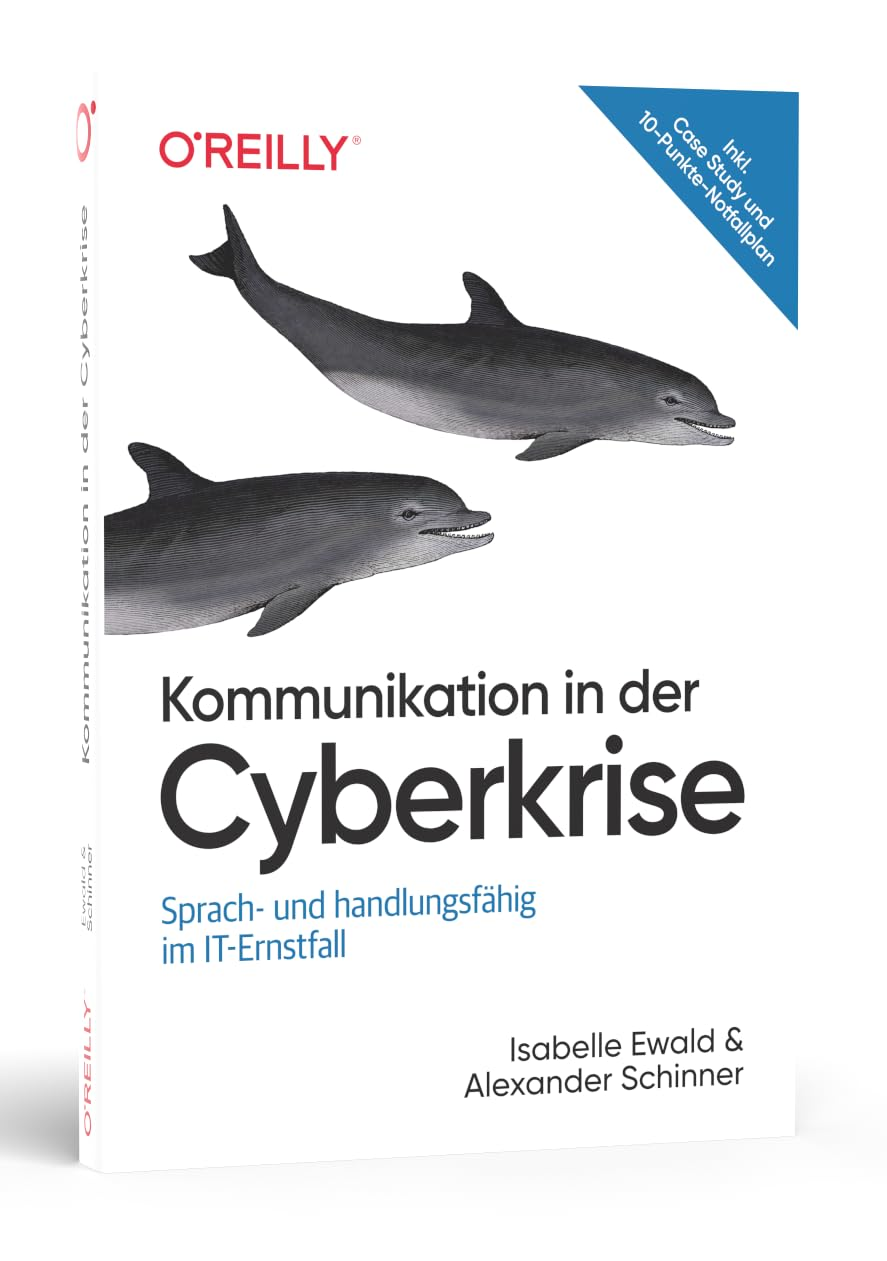 O'REILLY®
Inkl.
Case Study und
10-Punkte-Notfallplan
Kommunikation in der
Cyberkrise
Sprach- und handlungsfähig
im IT-Ernstfall
Isabelle Ewald &
Alexander Schinner
Kommunikation in der Cyberkrise
Ewald &
Schinner
O'REILLY